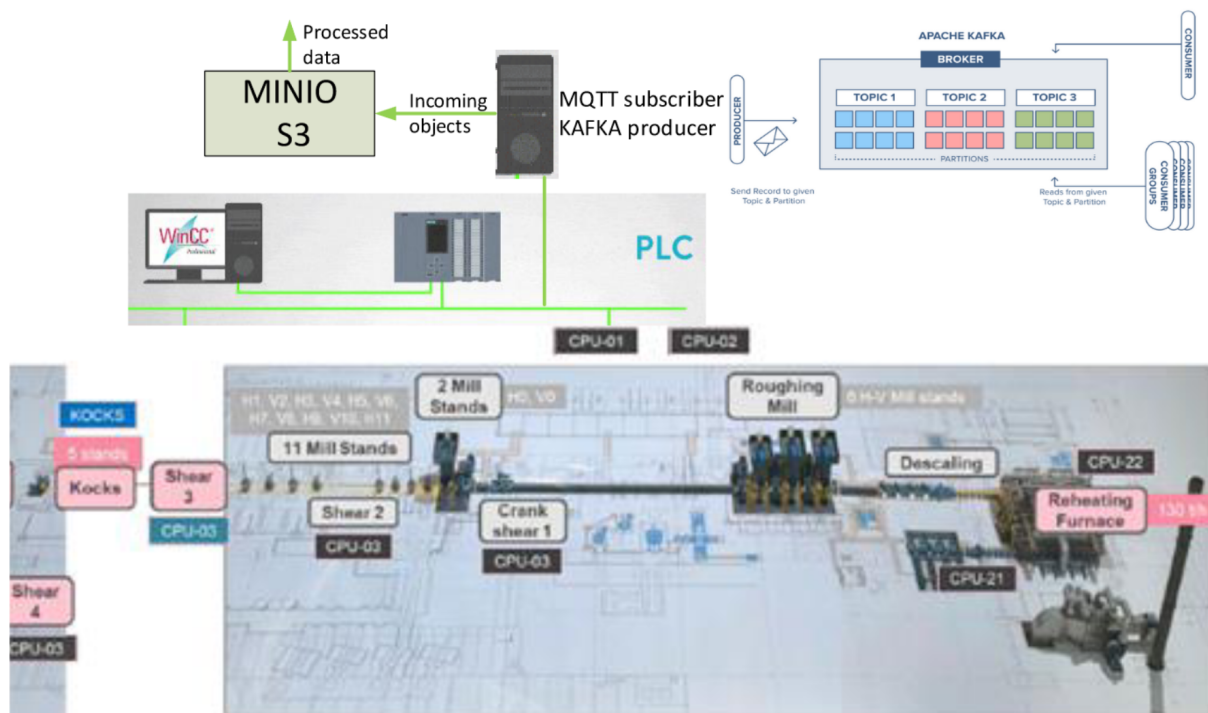 Processed
data
MINIO
S3
Incoming
objects
MQTT subscriber
KAFKA producer
APACHE KAFKA
BROKER
TOPIC 1
TOPIC 2
TOPIC 3
PARTITIONS
PRODUCER
Send Record to given
Topic & Partition
CONSUMER
CONSUMER
CONSUMER
CONSUMER
CONSUMER
GROUPS
Reads from given
Topic & Partition
WinCC
Professional
PLC
CPU-01
CPU-02
KOCKS
5 stands
Kocks
Shear
3
CPU-03
Shear
4
CPU-03
H1, V2, H3, V4, H5, V6,
H7, V8, H9, V10, H11
11 Mill Stands
Shear 2
CPU-03
2 Mill
Stands
Crank
shear 1
CPU-03
Roughing
Mill
6 H-V Mill stands
Descaling
CPU-22
Reheating
Furnace
CPU-21